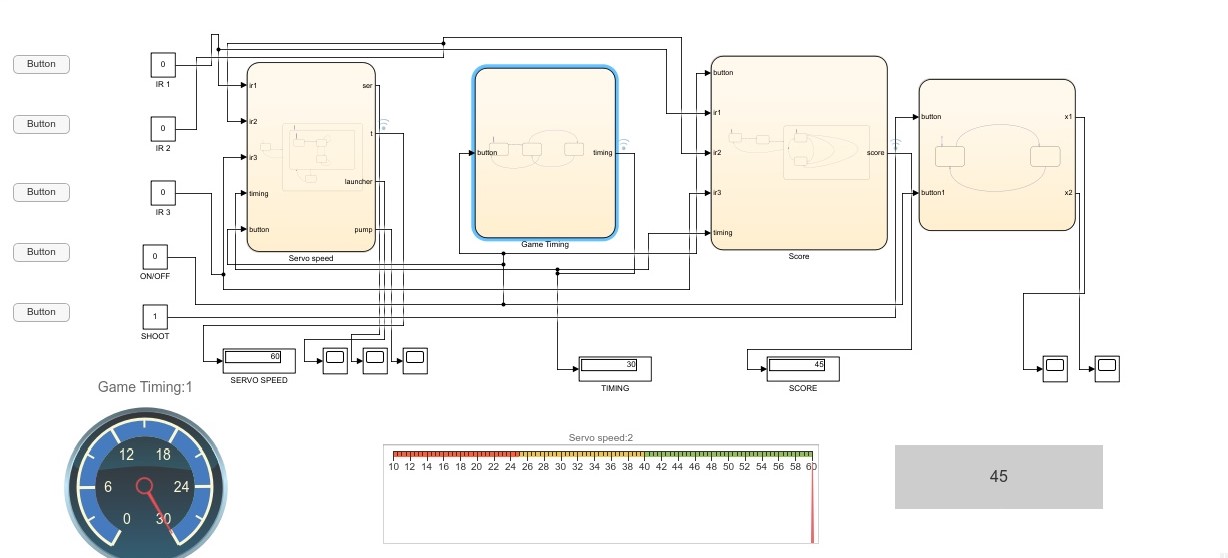 Button
Button
Button
Button
Button
0
IR 1
0
IR 2
0
IR 3
0
ON/OFF
1
SHOOT
ir1
ir2
ir3
timing
button
ser
t
launcher
pump
Servo speed
button
timing
Game Timing
button
ir1
ir2
ir3
timing
score
Score
button
button1
x1
x2
60
SERVO SPEED
30
TIMING
45
SCORE
Game Timing:1
0
6
12
18
24
30
Servo speed:2
10 12 14 16 18 20 22 24 26 28 30 32 34 36 38 40 42 44 46 48 50 52 54 56 58 60
45